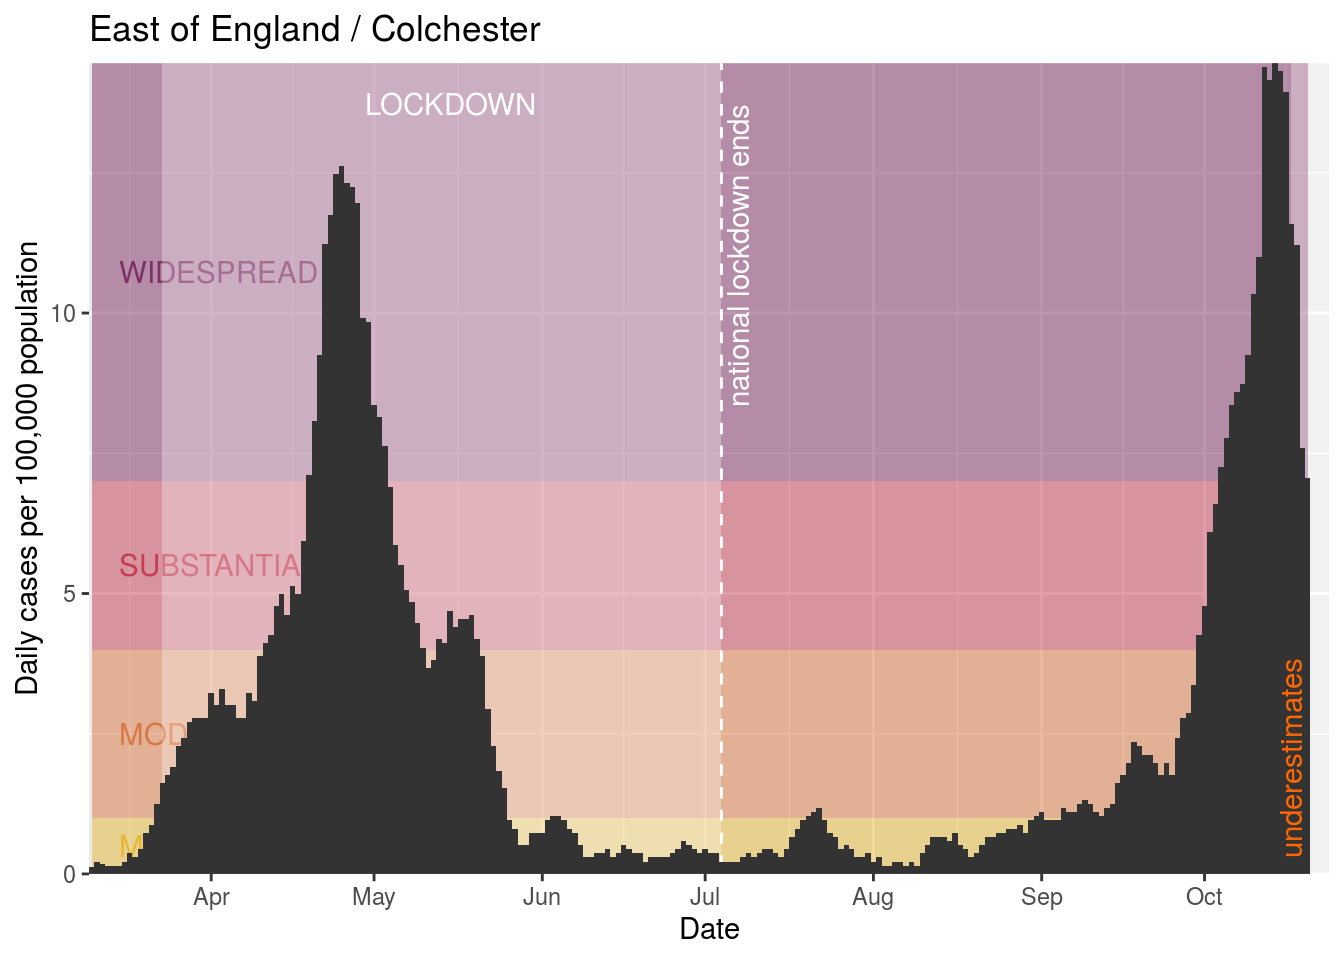 East of England / Colchester
LOCKDOWN
national lockdown ends
WIDESPREAD
SUBSTANTIA
MOD
M
underestimates
Daily cases per 100,000 population
10
5
0
Apr
May
Jun
Jul
Aug
Sep
Oct
Date